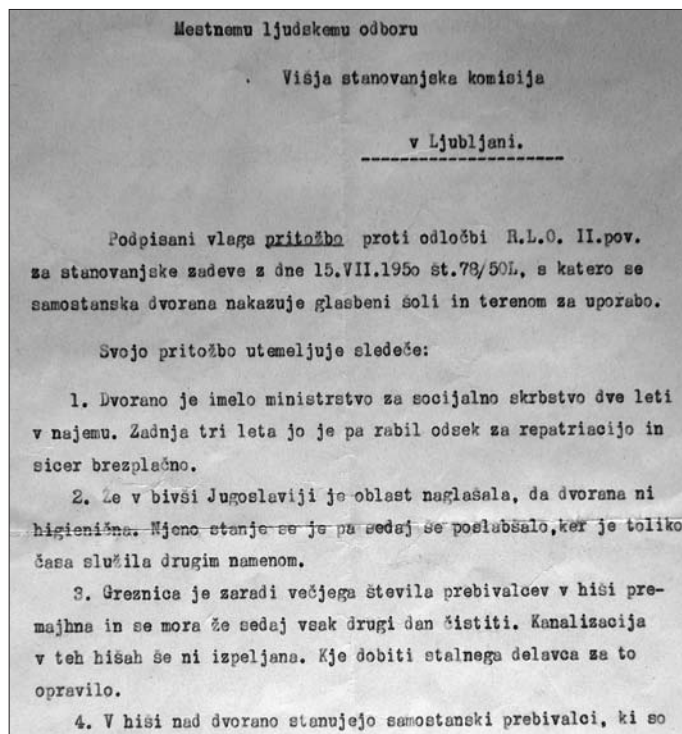 Mestnemu ljudskemu odboru
Višja stanovanjska komisija
v Ljubljani.
Podpisani vlaga pritožbo proti odločbi R.L.O. II.pov.
za stanovanjske zadeve z dne 15.VII.195o št.78/50L, s katero se
samostanska dvorana nakazuje glasbeni šoli in terenom za uporabo.
Svojo pritožbo utemeljuje sledeče:
1. Dvorano je imelo ministrstvo za socijalno skrbstvo dve leti
v najemu. Zadnja tri leta jo je pa rabil odsek za repatriacijo in
sicer brezplačno.
2. Že v bivši Jugoslaviji je oblast naglašala, da dvorana ni
higienična. Njeno stanje se je pa sedaj še poslabšalo,ker je toliko
časa služila drugim namenom.
3. Greznica je zaradi večjega števila prebivalcev v hiši pre-
majhna in se mora že sedaj vsak drugi dan čistiti. Kanalizacija
v teh hišah še ni izpeljana. Kje dobiti stalnega delavca za to
opravilo.
4. V hiši nad dvorano stanujejo samostanski prebivalci, ki so